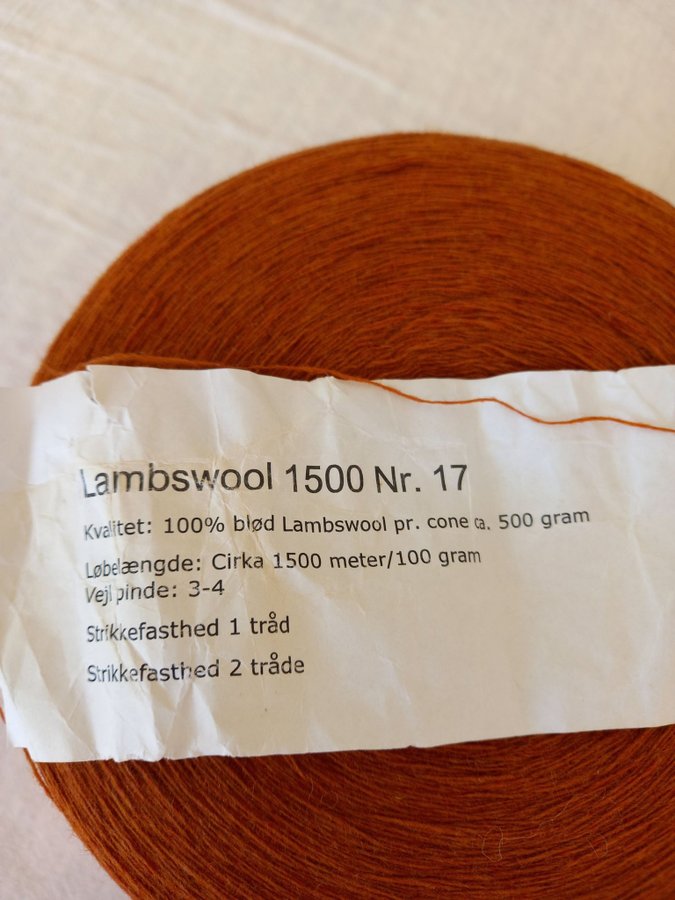 Lambswool 1500 Nr. 17
Kvalitet: 100% blød Lambswool pr. cone ca. 500 gram
Løbelængde: Cirka 1500 meter/100 gram
Vejl pinde: 3-4
Strikkefasthed 1 tråd
Strikkefasthed 2 tråde